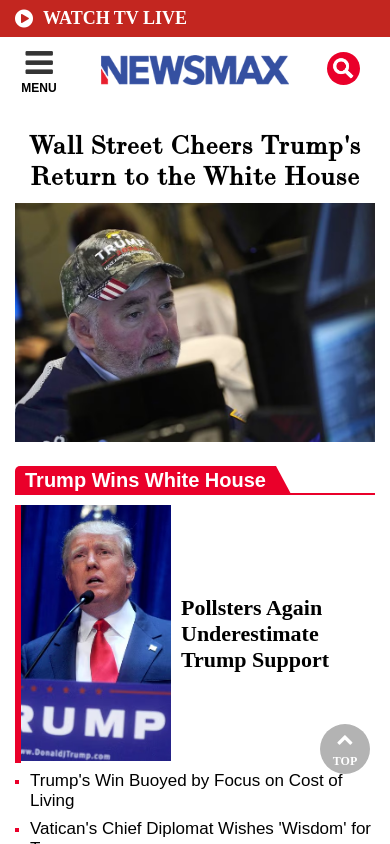 WATCH TV LIVE
MENU
NEWSMAX
Wall Street Cheers Trump's
Return to the White House
TRUMP
Trump Wins White House
Pollsters Again
Underestimate
Trump Support
RUMP
www.DonaldJTrump.com
TOP
Trump's Win Buoyed by Focus on Cost of
Living
Vatican's Chief Diplomat Wishes 'Wisdom' for